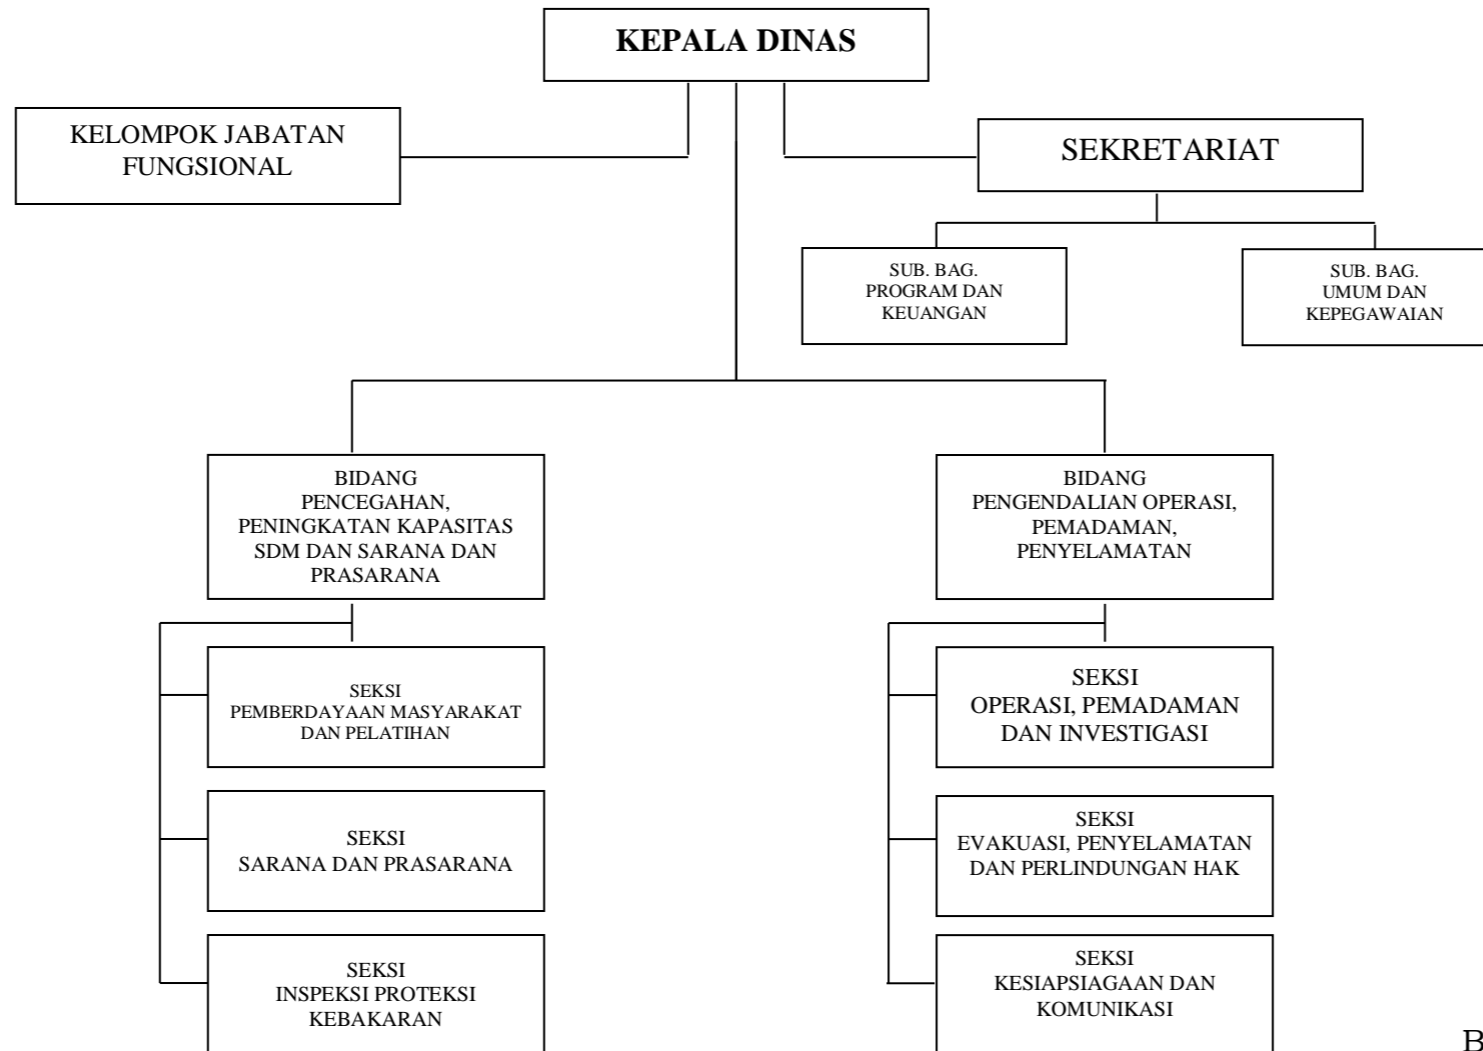 KEPALA DINAS
KELOMPOK JABATAN
FUNGSIONAL
SEKRETARIAT
SUB. BAG.
PROGRAM DAN
KEUANGAN
SUB. BAG.
UMUM DAN
KEPEGAWAIAN
BIDANG
PENCEGAHAN,
PENINGKATAN KAPASITAS
SDM DAN SARANA DAN
PRASARANA
BIDANG
PENGENDALIAN OPERASI,
PEMADAMAN,
PENYELAMATAN
SEKSI
PEMBERDAYAAN MASYARAKAT
DAN PELATIHAN
SEKSI
OPERASI, PEMADAMAN
DAN INVESTIGASI
SEKSI
SARANA DAN PRASARANA
SEKSI
EVAKUASI, PENYELAMATAN
DAN PERLINDUNGAN HAK
SEKSI
INSPEKSI PROTEKSI
KEBAKARAN
SEKSI
KESIAPSIAGAAN DAN
KOMUNIKASI
B